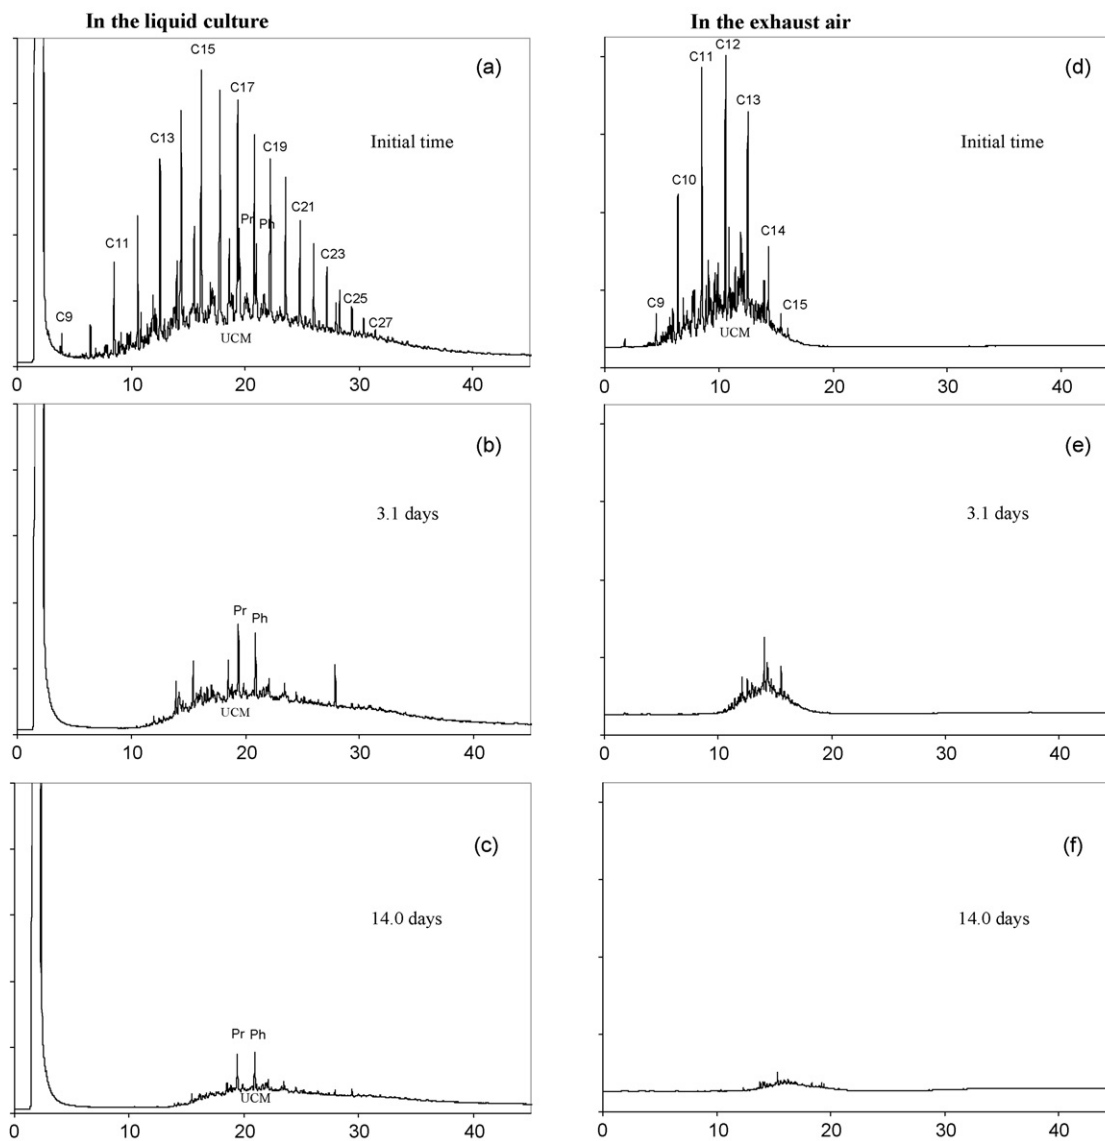 In the liquid culture
In the exhaust air
(a)
Initial time
C9
C11
C13
C15
C17
Pr
Ph
C19
C21
C23
C25
C27
UCM
0 10 20 30 40
(d)
Initial time
C9
C10
C11
C12
C13
C14
C15
UCM
0 10 20 30 40
(b)
3.1 days
Pr
Ph
UCM
0 10 20 30 40
(e)
3.1 days
0 10 20 30 40
(c)
14.0 days
Pr
Ph
UCM
0 10 20 30 40
(f)
14.0 days
0 10 20 30 40